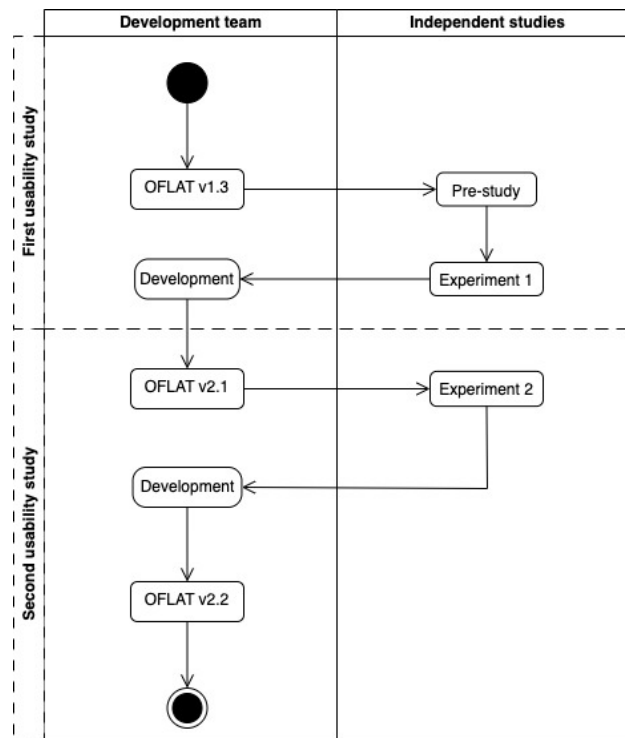 Development team
Independent studies
First usability study
OFLAT v1.3
Pre-study
Development
Experiment 1
Second usability study
OFLAT v2.1
Experiment 2
Development
OFLAT v2.2